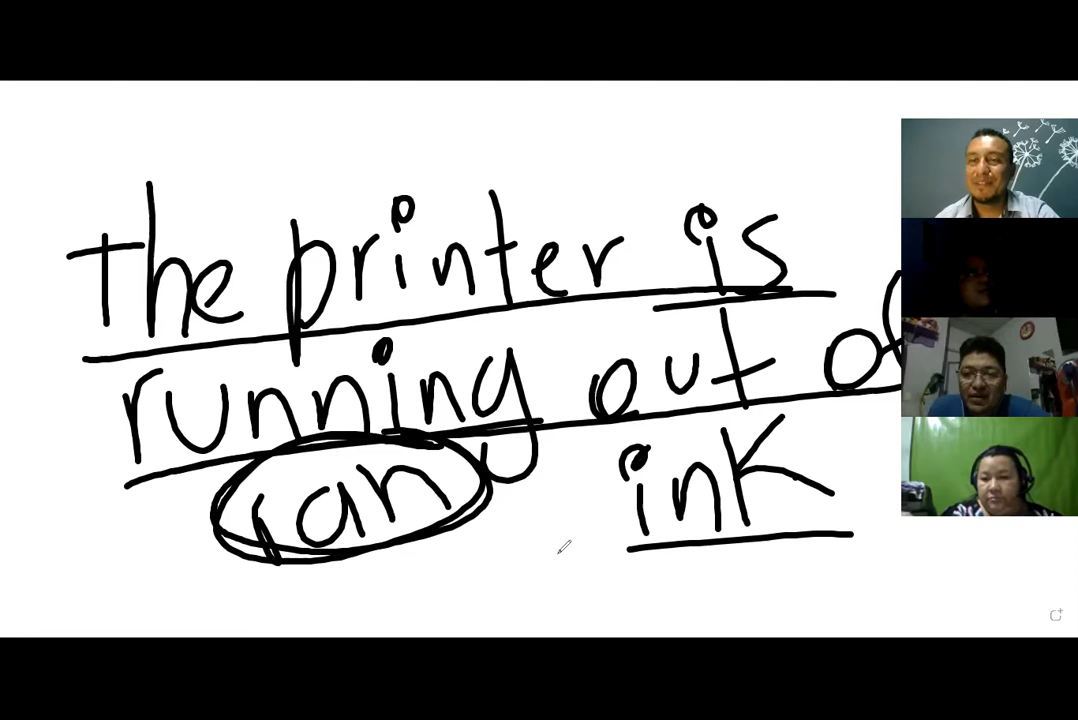 the printer is
running out of
ran
ink